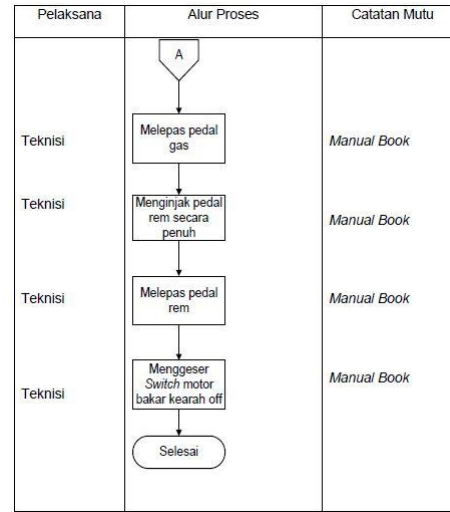 Pelaksana Alur Proses Catatan Mutu
A
Teknisi
Melepas pedal
gas
Manual Book
Teknisi
Menginjak pedal
rem secara
penuh
Manual Book
Teknisi
Melepas pedal
rem
Manual Book
Teknisi
Menggeser
Switch motor
bakar kearah off
Manual Book
Selesai